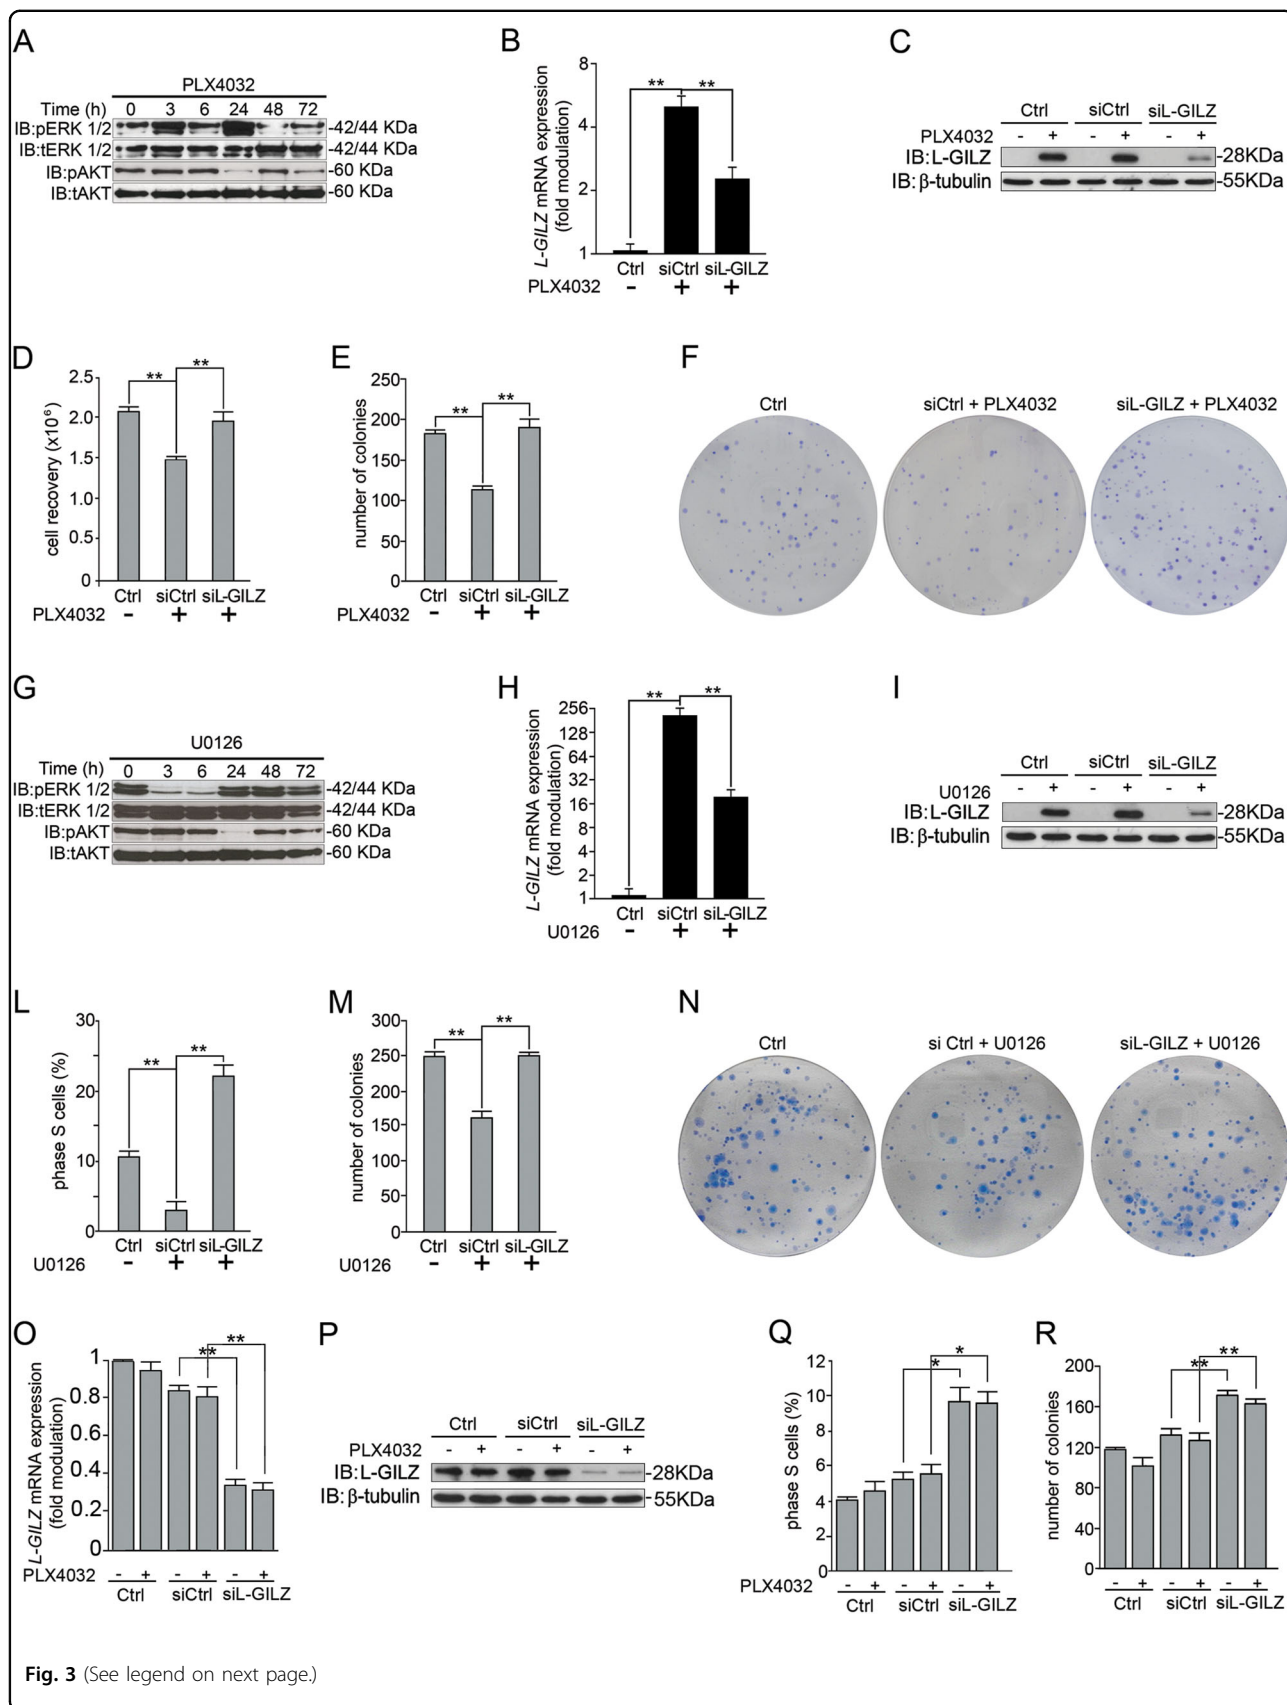 A
PLX4032
Time (h) 0 3 6 24 48 72
IB:pERK 1/2 -42/44 KDa
IB:tERK 1/2 -42/44 KDa
IB:pAKT -60 KDa
IB:tAKT -60 KDa
B
L-GILZ mRNA expression
(fold modulation)
8
4
2
1
** **
Ctrl siCtrl siL-GILZ
PLX4032 - + +
C
Ctrl siCtrl siL-GILZ
PLX4032 - + - + - +
IB:L-GILZ -28KDa
IB:β-tubulin -55KDa
D
cell recovery (x10⁶)
2.5
2.0
1.5
1.0
0.5
0
** **
Ctrl siCtrl siL-GILZ
PLX4032 - + +
E
number of colonies
250
200
150
100
50
0
** **
Ctrl siCtrl siL-GILZ
PLX4032 - + +
F
Ctrl siCtrl + PLX4032 siL-GILZ + PLX4032
G
U0126
Time (h) 0 3 6 24 48 72
IB:pERK 1/2 -42/44 KDa
IB:tERK 1/2 -42/44 KDa
IB:pAKT -60 KDa
IB:tAKT -60 KDa
H
L-GILZ mRNA expression
(fold modulation)
256
128
64
32
16
8
4
2
1
** **
Ctrl siCtrl siL-GILZ
U0126 - + +
I
Ctrl siCtrl siL-GILZ
U0126 - + - + - +
IB:L-GILZ -28KDa
IB:β-tubulin -55KDa
L
phase S cells (%)
30
20
10
0
** **
Ctrl siCtrl siL-GILZ
U0126 - + +
M
number of colonies
300
250
200
150
100
50
0
** **
Ctrl siCtrl siL-GILZ
U0126 - + +
N
Ctrl si Ctrl + U0126 siL-GILZ + U0126
O
L-GILZ mRNA expression
(fold modulation)
1
0.8
0.6
0.4
0.2
0
** **
PLX4032 - + - + - +
Ctrl siCtrl siL-GILZ
P
Ctrl siCtrl siL-GILZ
PLX4032 - + - + - +
IB:L-GILZ -28KDa
IB:β-tubulin -55KDa
Q
phase S cells (%)
12
10
8
6
4
2
0
* *
PLX4032 - + - + - +
Ctrl siCtrl siL-GILZ
R
number of colonies
200
160
120
80
40
0
** **
- + - + - +
Ctrl siCtrl siL-GILZ
Fig. 3 (See legend on next page.)